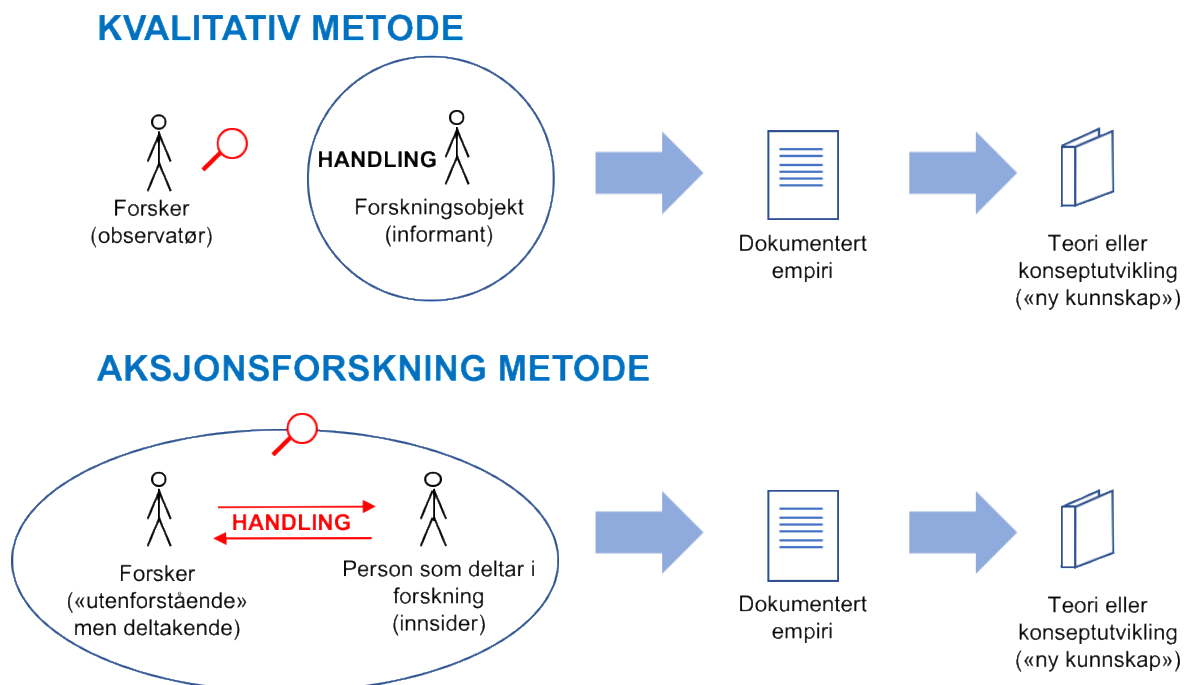 KVALITATIV METODE
HANDLING
Forsker
(observatør)
Forskningsobjekt
(informant)
Dokumentert
empiri
Teori eller
konseptutvikling
(«ny kunnskap»)
AKSJONSFORSKNING METODE
HANDLING
Forsker
(«utenforstående»
men deltakende)
Person som deltar i
forskning
(innsider)
Dokumentert
empiri
Teori eller
konseptutvikling
(«ny kunnskap»)